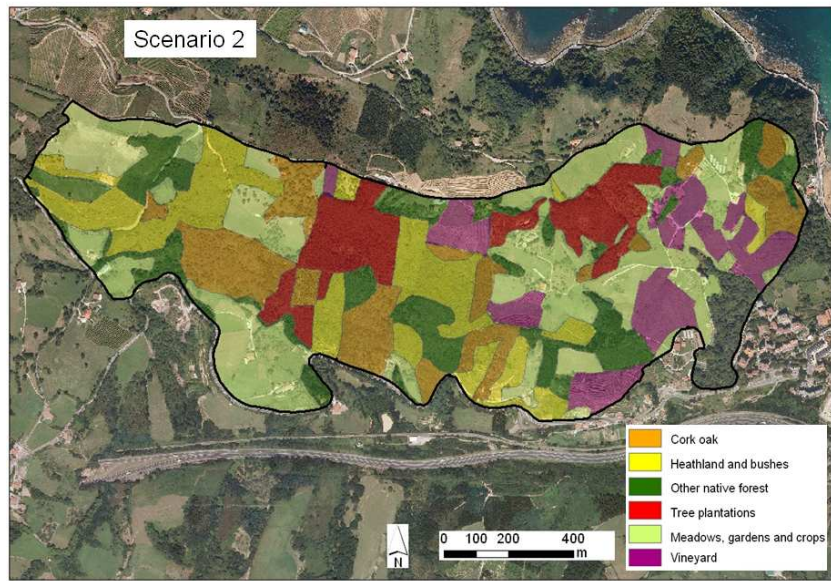 Scenario 2
Cork oak
Heathland and bushes
Other native forest
Tree plantations
Meadows, gardens and crops
Vineyard
N
0 100 200 400
m